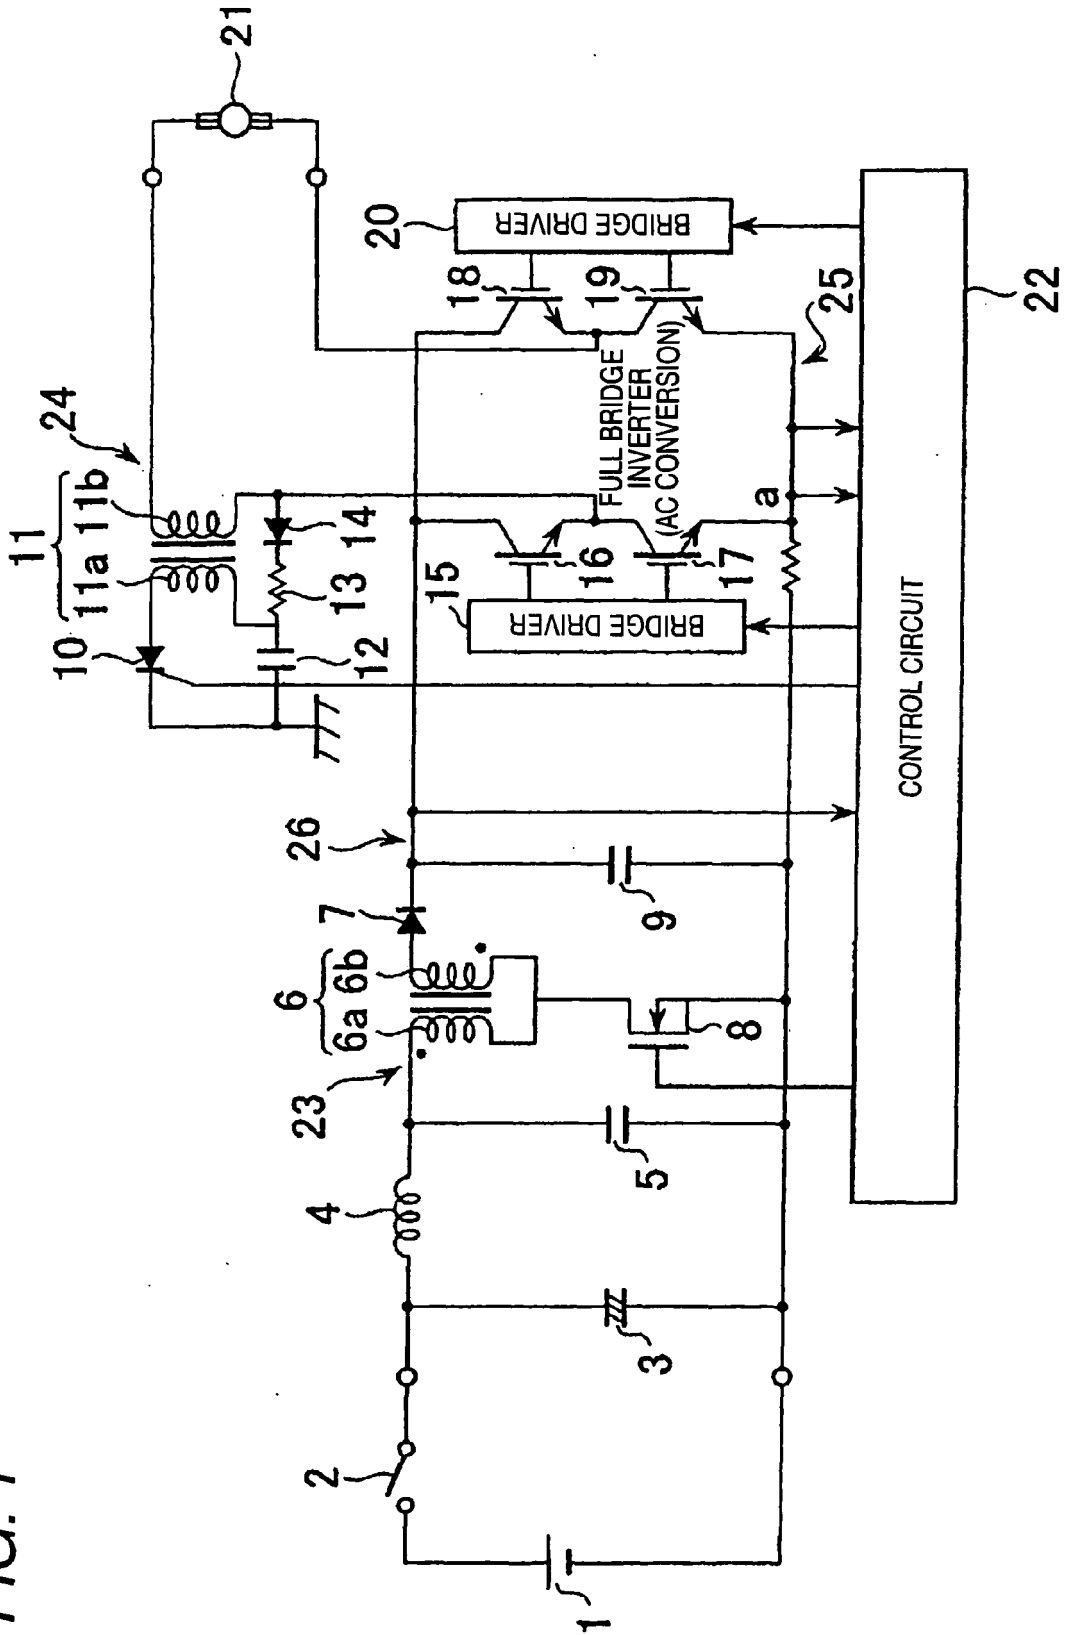 FIG. 1
1
2
3
4
5
23
6
6a 6b
7
8
9
26
10
11
11a 11b
24
12
13
14
15
BRIDGE DRIVER
16
17
FULL BRIDGE
INVERTER
(AC CONVERSION)
a
18
19
20
BRIDGE DRIVER
21
25
CONTROL CIRCUIT
22